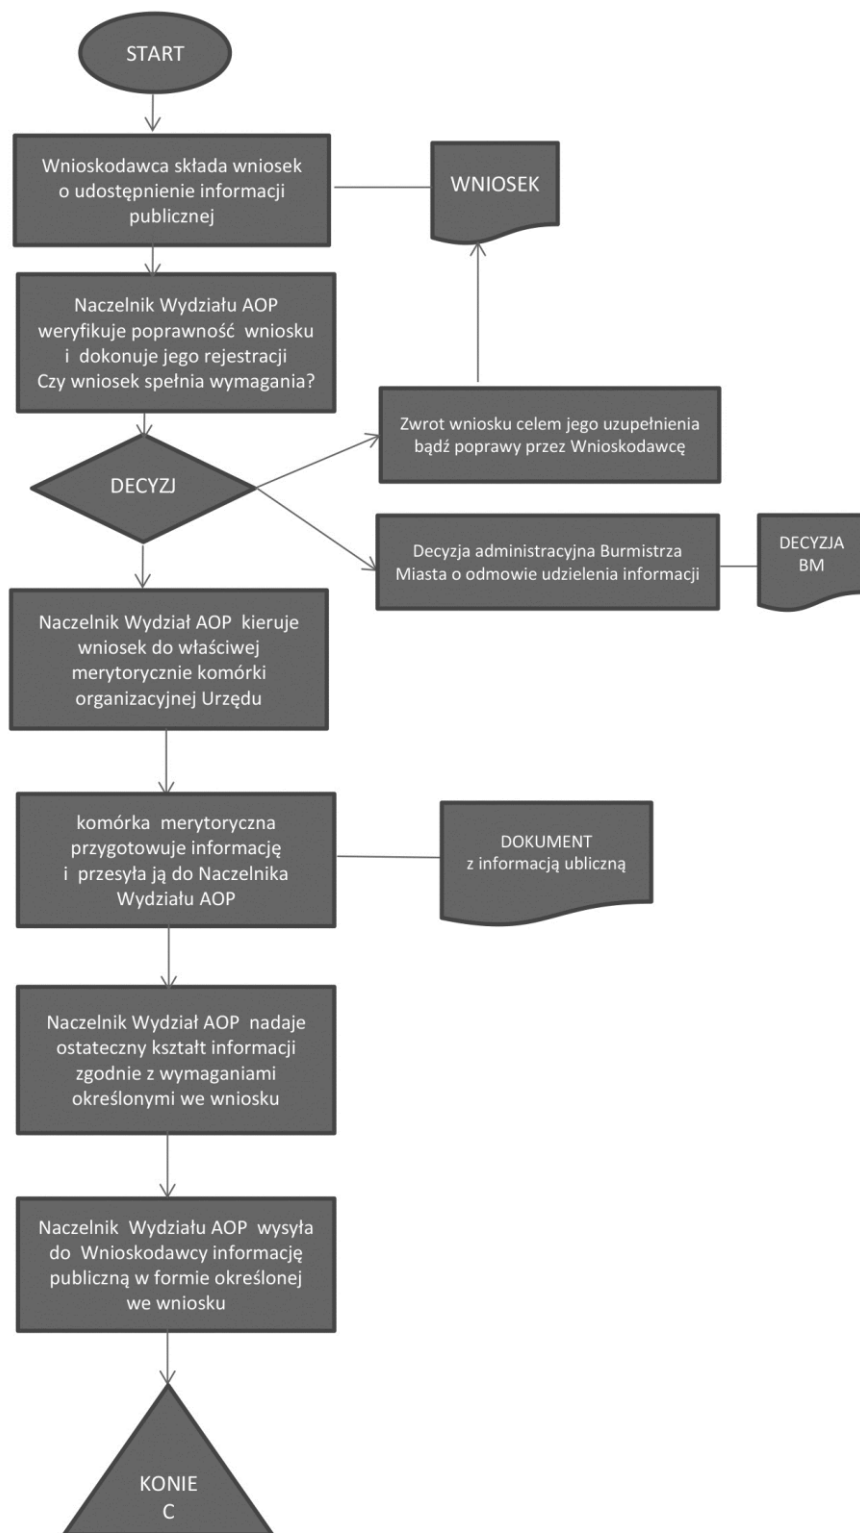 START
Wnioskodawca składa wniosek
o udostępnienie informacji
publicznej
WNIOSEK
Naczelnik Wydziału AOP
weryfikuje poprawność wniosku
i dokonuje jego rejestracji
Czy wniosek spełnia wymagania?
Zwrot wniosku celem jego uzupełnienia
bądź poprawy przez Wnioskodawcę
DECYZJ
Decyzja administracyjna Burmistrza
Miasta o odmowie udzielenia informacji
DECYZJA
BM
Naczelnik Wydział AOP kieruje
wniosek do właściwej
merytorycznie komórki
organizacyjnej Urzędu
komórka merytoryczna
przygotowuje informację
i przesyła ją do Naczelnika
Wydziału AOP
DOKUMENT
z informacją ubliczną
Naczelnik Wydział AOP nadaje
ostateczny kształt informacji
zgodnie z wymaganiami
określonymi we wniosku
Naczelnik Wydziału AOP wysyła
do Wnioskodawcy informację
publiczną w formie określonej
we wniosku
KONIE
C